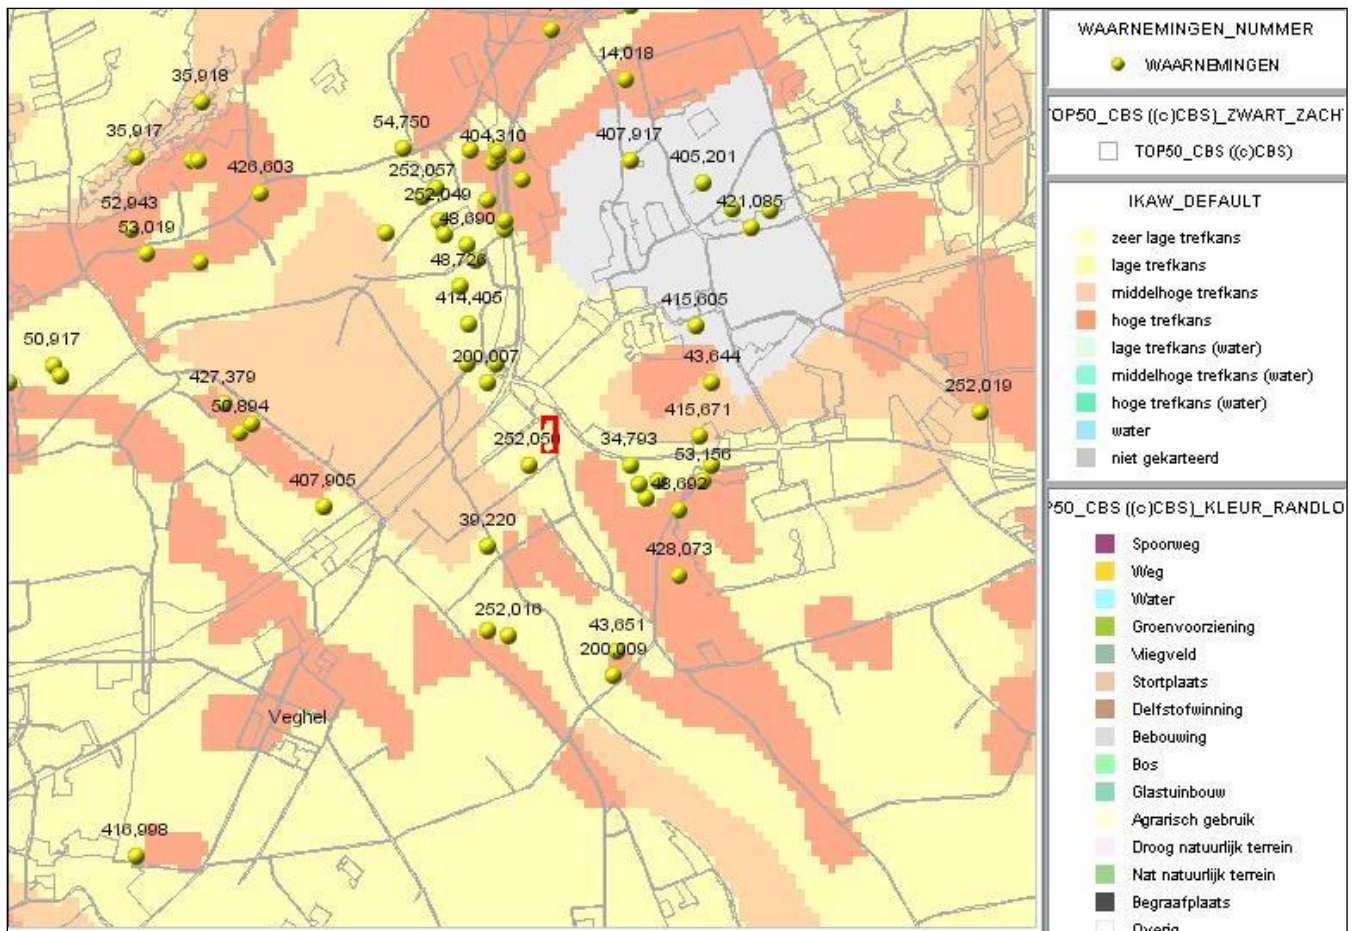 14,018
35,918
54,750
404,310
407,917
35,917
405,201
426,603
252,057
252,049
421,085
52,943
48,690
53,019
48,726
414,405
415,605
50,917
200,007
43,644
427,379
252,019
50,894
415,671
252,050
34,793
53,156
407,905
48,692
39,220
428,073
252,016
43,651
200,009
Veghel
416,998
WAARNEMINGEN_NUMMER
WAARNEMINGEN
TOP50_CBS ((c)CBS)_ZWART_ZACHT
TOP50_CBS ((c)CBS)
IKAW_DEFAULT
zeer lage trefkans
lage trefkans
middelhoge trefkans
hoge trefkans
lage trefkans (water)
middelhoge trefkans (water)
hoge trefkans (water)
water
niet gekarteerd
P50_CBS ((c)CBS)_KLEUR_RANDLO
Spoorweg
Weg
Water
Groenvoorziening
Vliegveld
Stortplaats
Delfstofwinning
Bebouwing
Bos
Glastuinbouw
Agrarisch gebruik
Droog natuurlijk terrein
Nat natuurlijk terrein
Begraafplaats
Overig